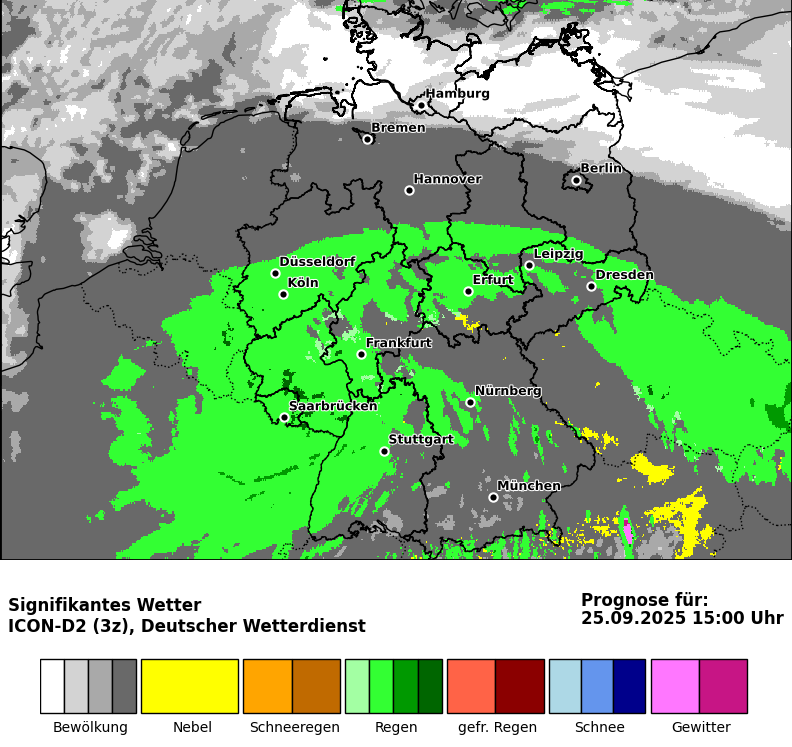 Hamburg
Bremen
Berlin
Hannover
Leipzig
Düsseldorf
Dresden
Köln
Erfurt
Frankfurt
Nürnberg
Saarbrücken
Stuttgart
München
Signifikantes Wetter
ICON-D2 (3z), Deutscher Wetterdienst
Prognose für:
25.09.2025 15:00 Uhr
Bewölkung Nebel Schneeregen Regen gefr. Regen Schnee Gewitter